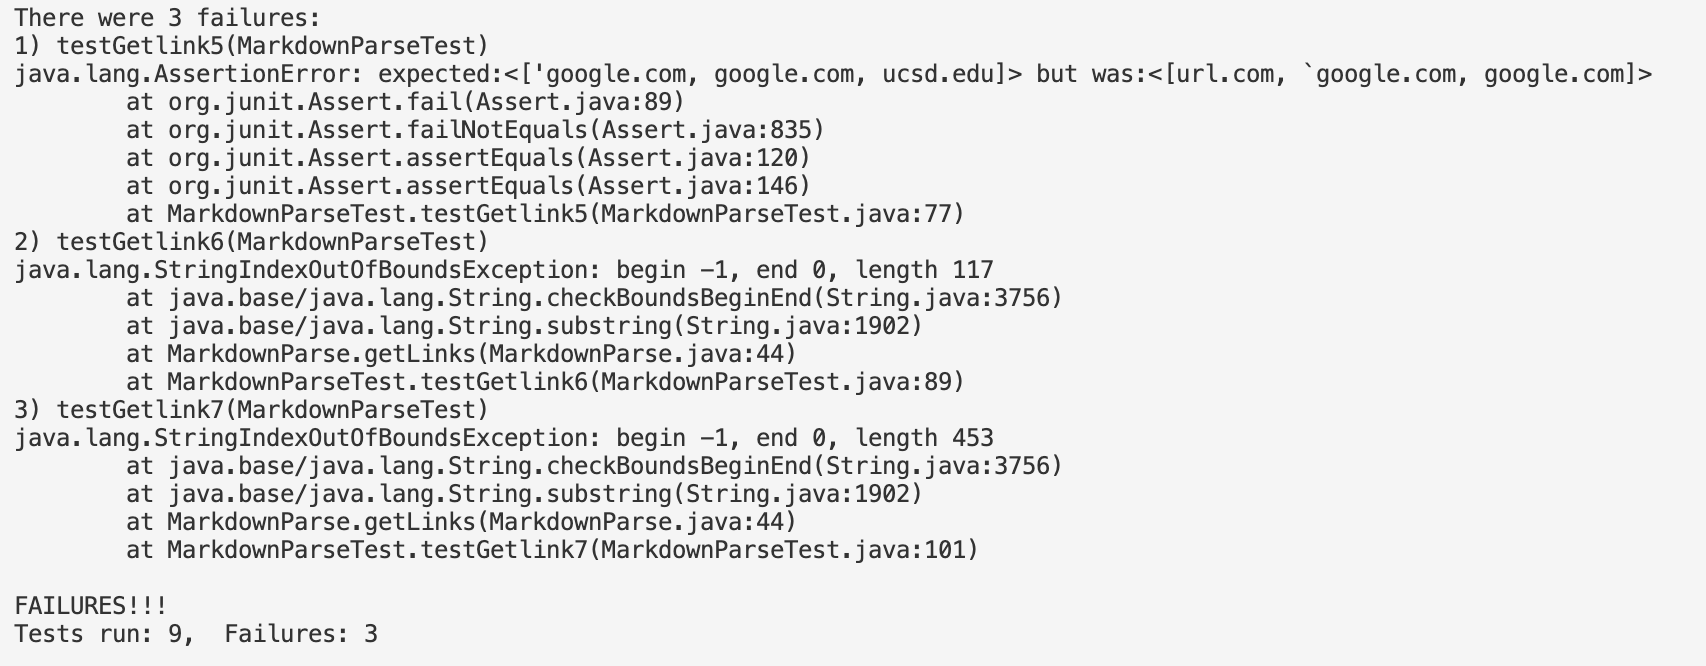 There were 3 failures:
1) testGetlink5(MarkdownParseTest)
java.lang.AssertionError: expected:<['google.com, google.com, ucsd.edu]> but was:<[url.com, `google.com, google.com]>
        at org.junit.Assert.fail(Assert.java:89)
        at org.junit.Assert.failNotEquals(Assert.java:835)
        at org.junit.Assert.assertEquals(Assert.java:120)
        at org.junit.Assert.assertEquals(Assert.java:146)
        at MarkdownParseTest.testGetlink5(MarkdownParseTest.java:77)
2) testGetlink6(MarkdownParseTest)
java.lang.StringIndexOutOfBoundsException: begin -1, end 0, length 117
        at java.base/java.lang.String.checkBoundsBeginEnd(String.java:3756)
        at java.base/java.lang.String.substring(String.java:1902)
        at MarkdownParse.getLinks(MarkdownParse.java:44)
        at MarkdownParseTest.testGetlink6(MarkdownParseTest.java:89)
3) testGetlink7(MarkdownParseTest)
java.lang.StringIndexOutOfBoundsException: begin -1, end 0, length 453
        at java.base/java.lang.String.checkBoundsBeginEnd(String.java:3756)
        at java.base/java.lang.String.substring(String.java:1902)
        at MarkdownParse.getLinks(MarkdownParse.java:44)
        at MarkdownParseTest.testGetlink7(MarkdownParseTest.java:101)

FAILURES!!!
Tests run: 9,  Failures: 3